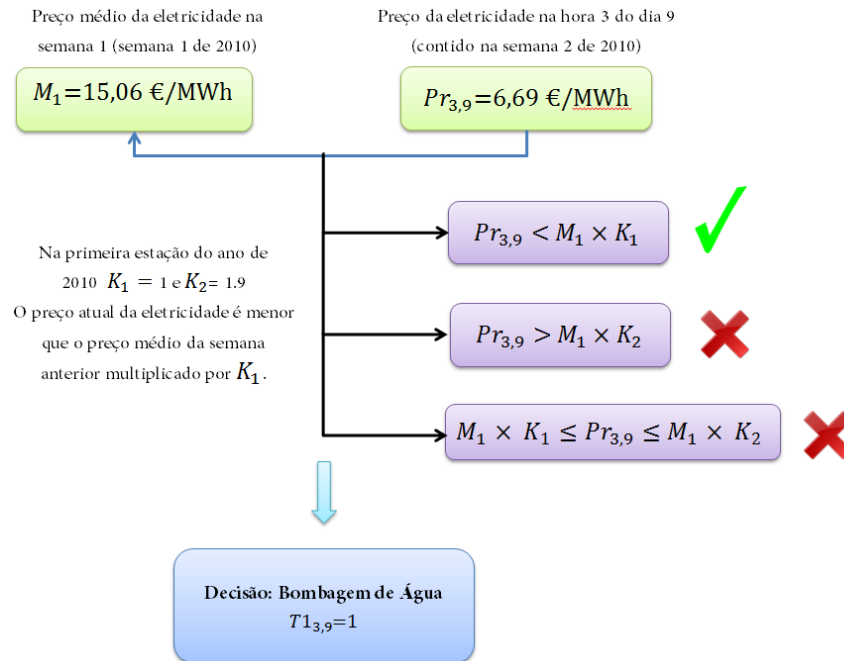 Preço médio da eletricidade na
semana 1 (semana 1 de 2010)
M₁=15,06 €/MWh
Preço da eletricidade na hora 3 do dia 9
(contido na semana 2 de 2010)
Pr₃,₉=6,69 €/MWh
Na primeira estação do ano de
2010 K₁ = 1 e K₂= 1.9
O preço atual da eletricidade é menor
que o preço médio da semana
anterior multiplicado por K₁.
Pr₃,₉ < M₁ × K₁
Pr₃,₉ > M₁ × K₂
M₁ × K₁ ≤ Pr₃,₉ ≤ M₁ × K₂
Decisão: Bombagem de Água
T1₃,₉=1